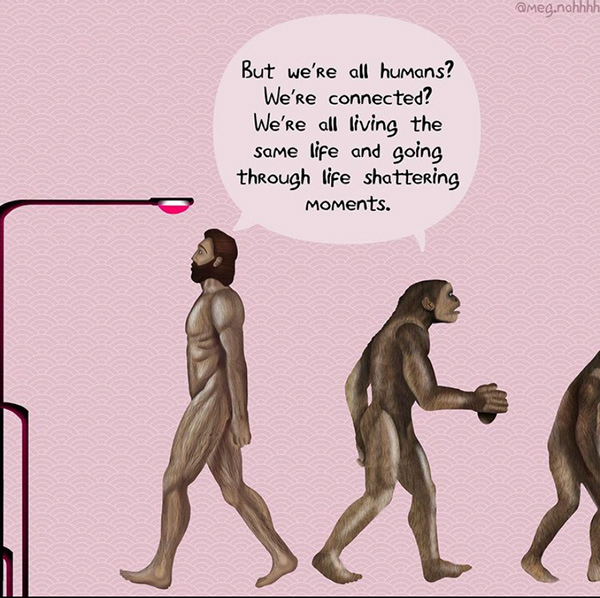 @meg.nahhhh
But we're all humans?
We're connected?
We're all living the
same life and going
through life shattering
moments.